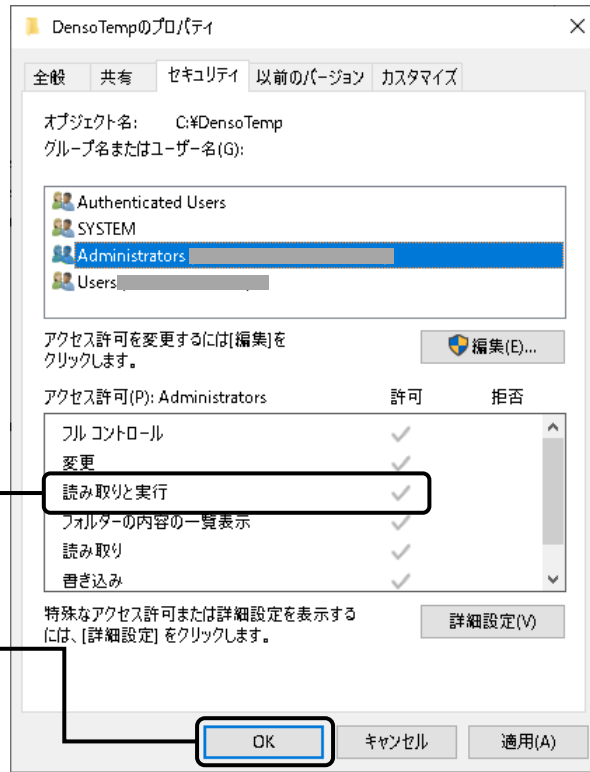 DensoTempのプロパティ
全般 共有 セキュリティ 以前のバージョン カスタマイズ
オブジェクト名: C:¥DensoTemp
グループ名またはユーザー名(G):
Authenticated Users
SYSTEM
Administrators
Users
アクセス許可を変更するには[編集]を
クリックします。
編集(E)...
アクセス許可(P): Administrators 許可 拒否
フル コントロール
変更
読み取りと実行
フォルダーの内容の一覧表示
読み取り
書き込み
特殊なアクセス許可または詳細設定を表示する
には、[詳細設定] をクリックします。
詳細設定(V)
OK キャンセル 適用(A)